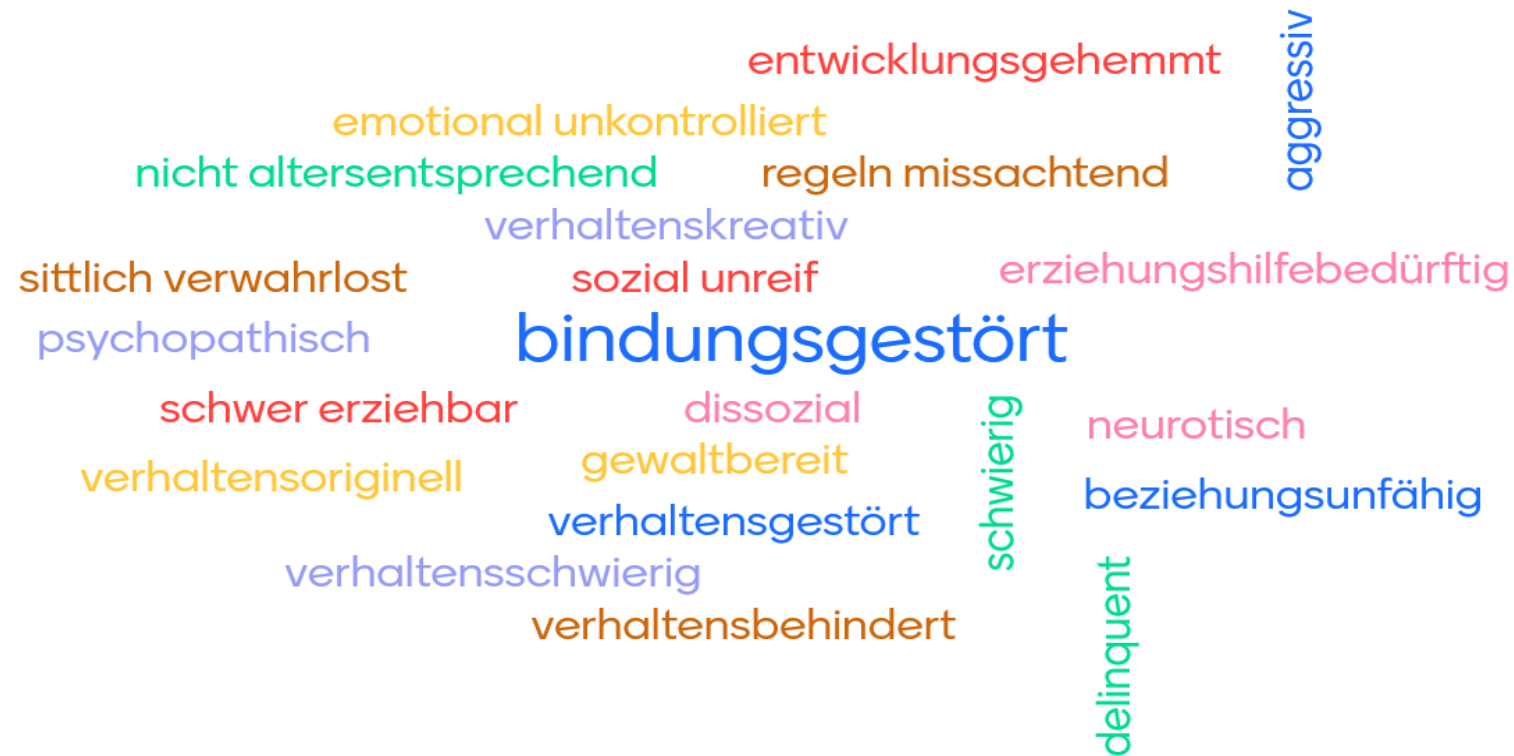 entwicklungsgehemmt
aggressiv
emotional unkontrolliert
nicht altersentsprechend
regeln missachtend
verhaltenskreativ
sittlich verwahrlost
sozial unreif
erziehungshilfebedürftig
psychopathisch
bindungsgestört
schwer erziehbar
dissozial
schwierig
neurotisch
verhaltensoriginell
gewaltbereit
beziehungsunfähig
verhaltensgestört
verhaltensschwierig
verhaltensbehindert
delinquent